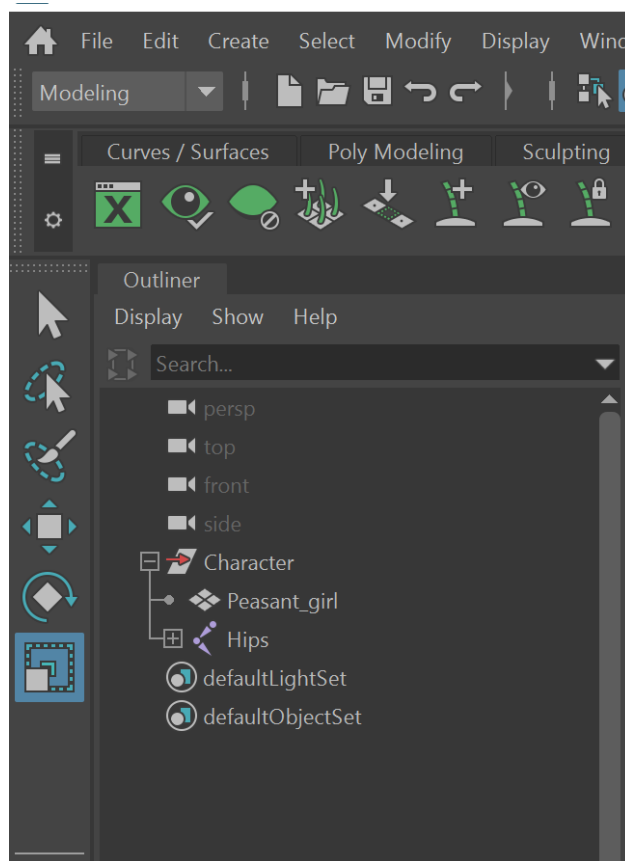 File Edit Create Select Modify Display
Modeling
Curves / Surfaces Poly Modeling Sculpting
Outliner
Display Show Help
Search...
persp
top
front
side
Character
Peasant_girl
Hips
defaultLightSet
defaultObjectSet